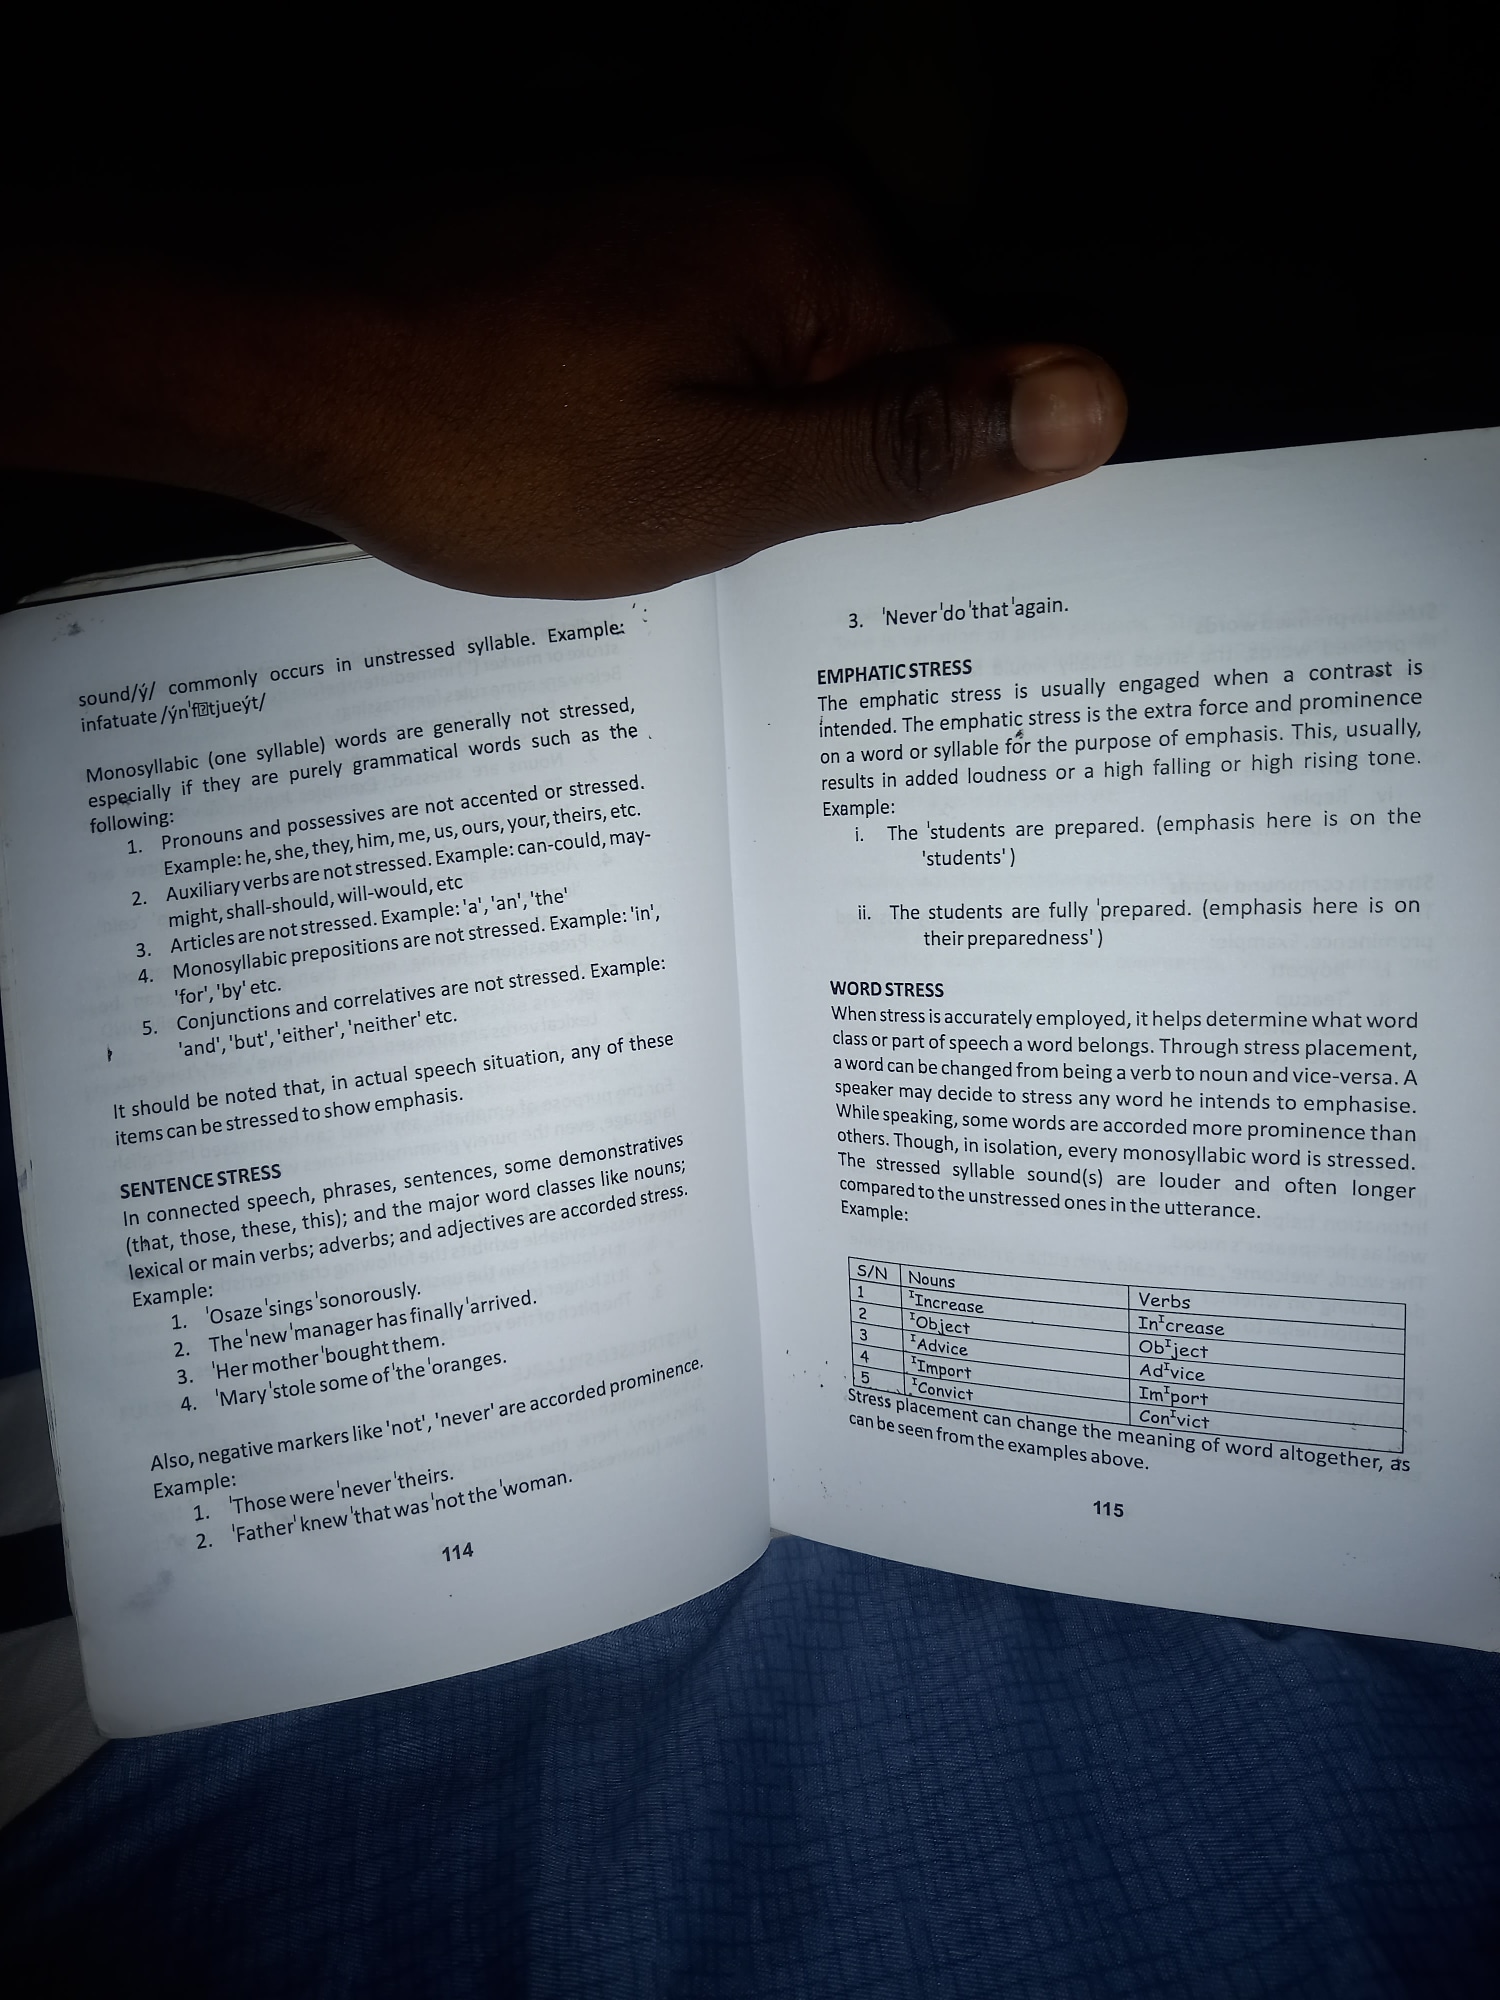 sound/ý/ commonly occurs in unstressed syllable. Example:
infatuate /ýn'f�tjueýt/
Monosyllabic (one syllable) words are generally not stressed,
especially if they are purely grammatical words such as the
following:
1. Pronouns and possessives are not accented or stressed.
Example: he, she, they, him, me, us, ours, your, theirs, etc.
2. Auxiliary verbs are not stressed. Example: can-could, may-
might, shall-should, will-would, etc
3. Articles are not stressed. Example: 'a', 'an', 'the'
4. Monosyllabic prepositions are not stressed. Example: 'in',
'for', 'by' etc.
5. Conjunctions and correlatives are not stressed. Example:
'and', 'but', 'either', 'neither' etc.
It should be noted that, in actual speech situation, any of these
items can be stressed to show emphasis.
SENTENCE STRESS
In connected speech, phrases, sentences, some demonstratives
(that, those, these, this); and the major word classes like nouns;
lexical or main verbs; adverbs; and adjectives are accorded stress.
Example:
1. 'Osaze 'sings 'sonorously.
2. The 'new 'manager has finally 'arrived.
3. 'Her mother 'bought them.
4. 'Mary 'stole some of 'the 'oranges.
Also, negative markers like 'not', 'never' are accorded prominence.
Example:
1. 'Those were 'never 'theirs.
2. 'Father 'knew 'that was 'not the 'woman.
114
3. 'Never 'do 'that 'again.
EMPHATIC STRESS
The emphatic stress is usually engaged when a contrast is
intended. The emphatic stress is the extra force and prominence
on a word or syllable for the purpose of emphasis. This, usually,
results in added loudness or a high falling or high rising tone.
Example:
i. The 'students are prepared. (emphasis here is on the
'students')
ii. The students are fully 'prepared. (emphasis here is on
their preparedness')
WORD STRESS
When stress is accurately employed, it helps determine what word
class or part of speech a word belongs. Through stress placement,
a word can be changed from being a verb to noun and vice-versa. A
speaker may decide to stress any word he intends to emphasise.
While speaking, some words are accorded more prominence than
others. Though, in isolation, every monosyllabic word is stressed.
The stressed syllable sound(s) are louder and often longer
compared to the unstressed ones in the utterance.
Example:
S/N Nouns Verbs
1 ᴵIncrease Inᴵcrease
2 ᴵObject Obᴵject
3 ᴵAdvice Adᴵvice
4 ᴵImport Imᴵport
5 ᴵConvict Conᴵvict
Stress placement can change the meaning of word altogether, as
can be seen from the examples above.
115